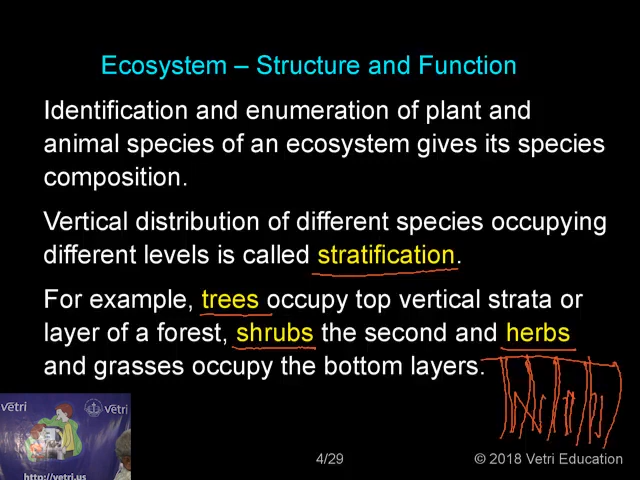 Ecosystem – Structure and Function
Identification and enumeration of plant and
animal species of an ecosystem gives its species
composition.
Vertical distribution of different species occupying
different levels is called stratification.
For example, trees occupy top vertical strata or
layer of a forest, shrubs the second and herbs
and grasses occupy the bottom layers.
vetri
vetri
http://vetri.us
4/29
© 2018 Vetri Education